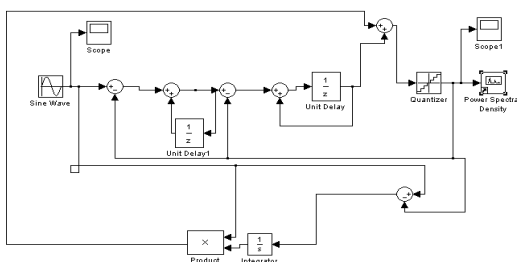 Scope
Scope1
Sine Wave
1
z
Unit Delay
1
z
Unit Delay1
Quantizer
Power Spectral
Density
×
Product
1
s
Integrator